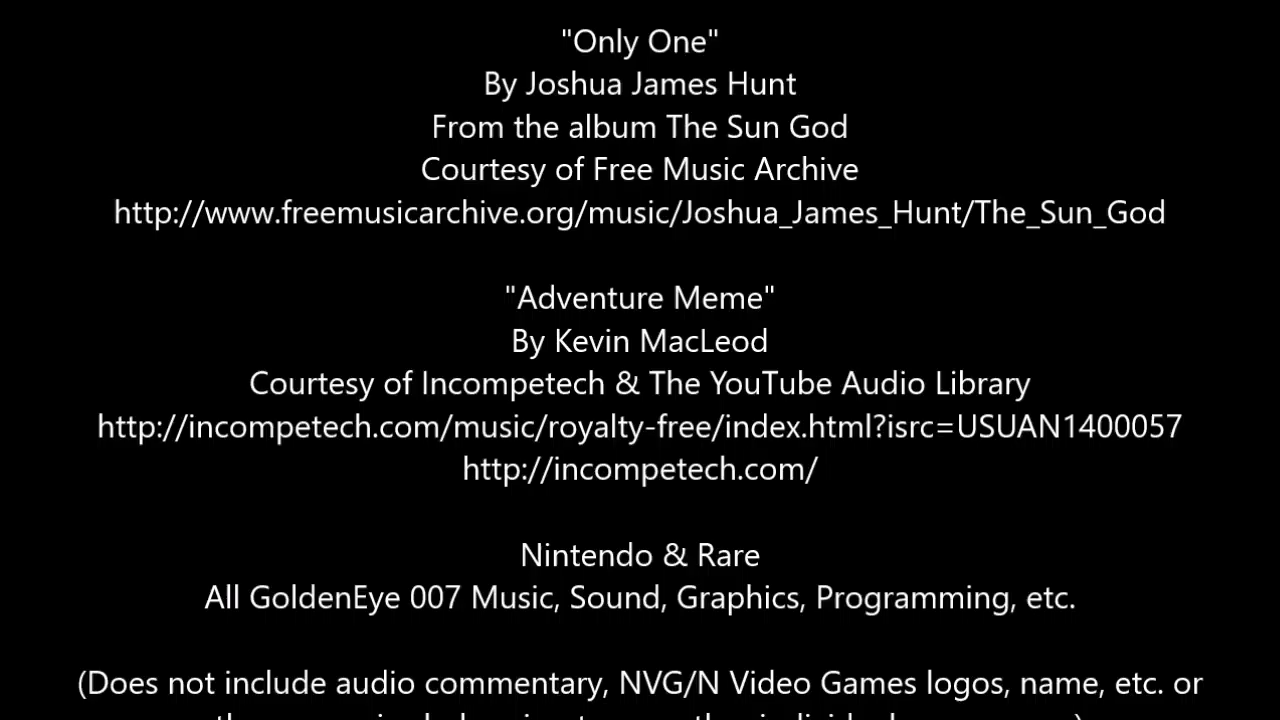 "Only One"
By Joshua James Hunt
From the album The Sun God
Courtesy of Free Music Archive
http://www.freemusicarchive.org/music/Joshua_James_Hunt/The_Sun_God
"Adventure Meme"
By Kevin MacLeod
Courtesy of Incompetech & The YouTube Audio Library
http://incompetech.com/music/royalty-free/index.html?isrc=USUAN1400057
http://incompetech.com/
Nintendo & Rare
All GoldenEye 007 Music, Sound, Graphics, Programming, etc.
(Does not include audio commentary, NVG/N Video Games logos, name, etc. or